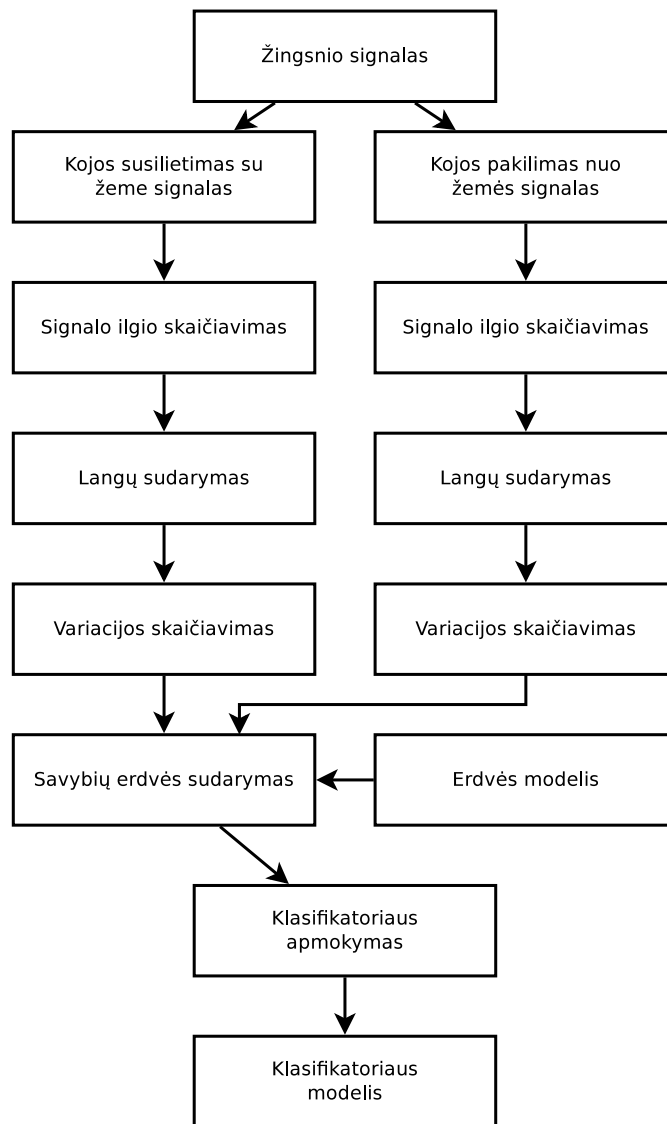 Žingsnio signalas
Kojos susilietimas su
žeme signalas
Kojos pakilimas nuo
žemės signalas
Signalo ilgio skaičiavimas
Signalo ilgio skaičiavimas
Langų sudarymas
Langų sudarymas
Variacijos skaičiavimas
Variacijos skaičiavimas
Savybių erdvės sudarymas
Erdvės modelis
Klasifikatoriaus
apmokymas
Klasifikatoriaus
modelis